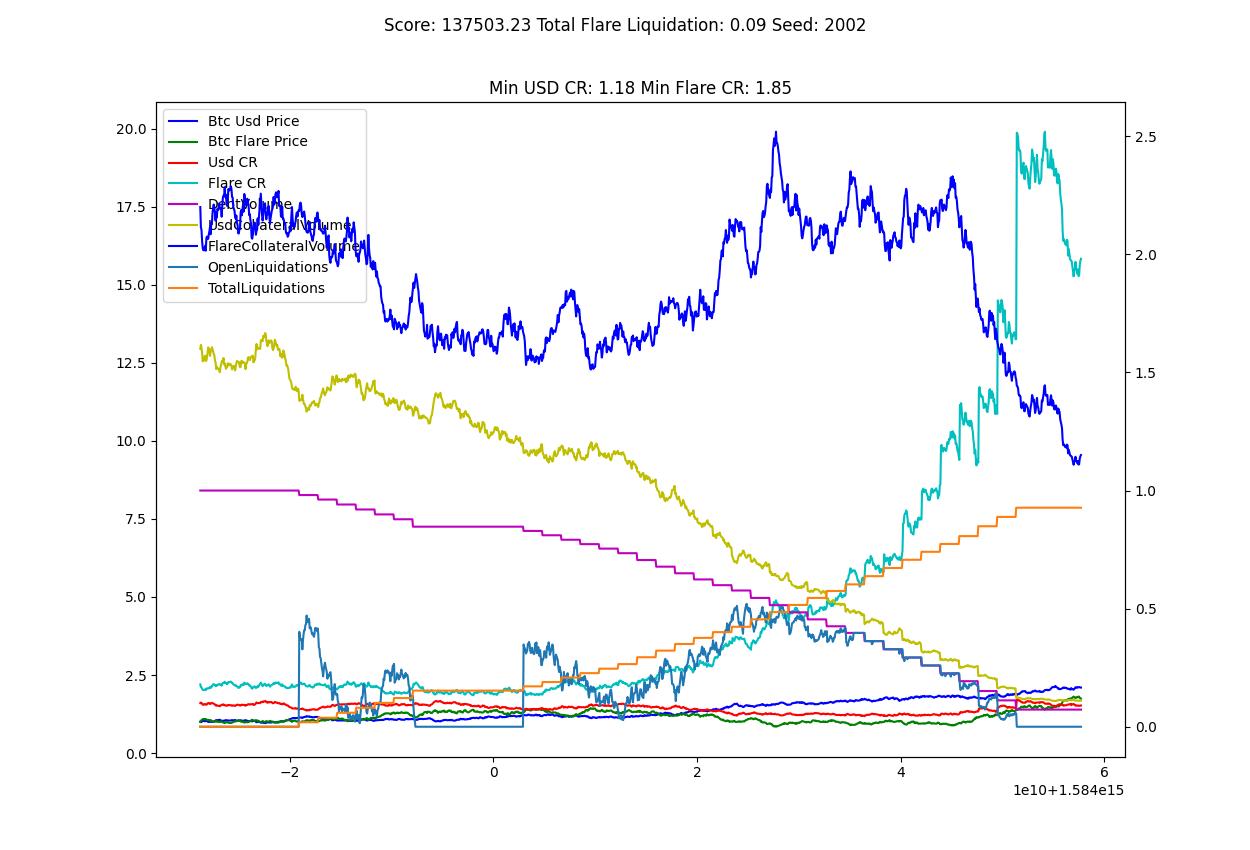 Score: 137503.23 Total Flare Liquidation: 0.09 Seed: 2002
Min USD CR: 1.18 Min Flare CR: 1.85
Btc Usd Price
Btc Flare Price
Usd CR
Flare CR
DebtVolume
UsdCollateralVolume
FlareCollateralVolume
OpenLiquidations
TotalLiquidations
20.0
17.5
15.0
12.5
10.0
7.5
5.0
2.5
0.0
2.5
2.0
1.5
1.0
0.5
0.0
−2
0
2
4
6
1e10+1.584e15